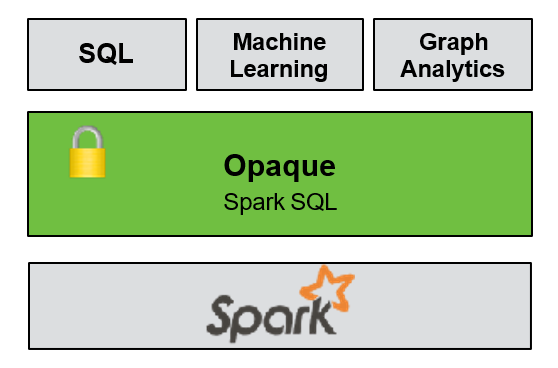 SQL
Machine
Learning
Graph
Analytics
Opaque
Spark SQL
Spark